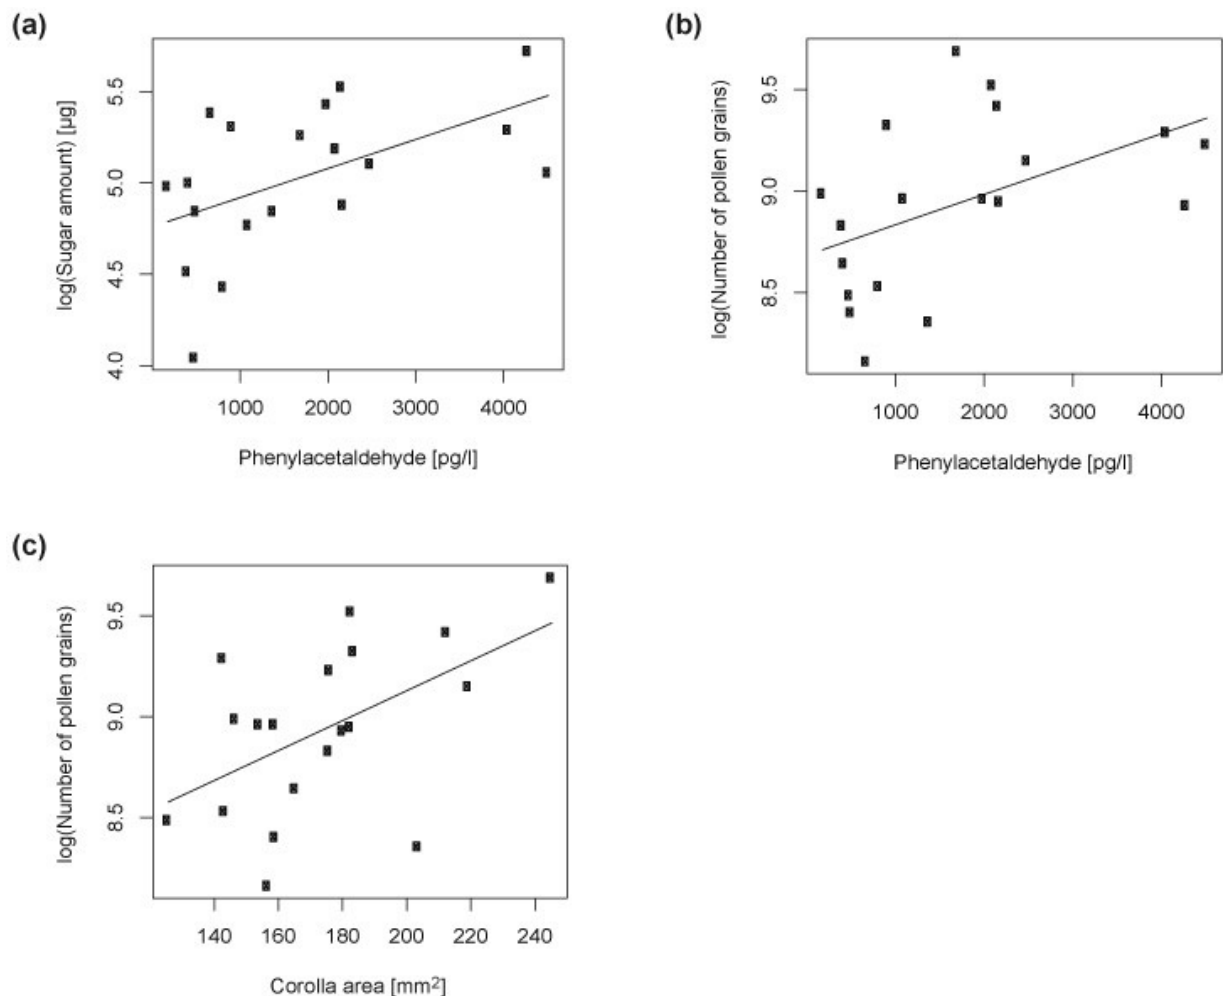 (a)
log(Sugar amount) [µg]
5.5
5.0
4.5
4.0
1000 2000 3000 4000
Phenylacetaldehyde [pg/l]
(b)
log(Number of pollen grains)
9.5
9.0
8.5
1000 2000 3000 4000
Phenylacetaldehyde [pg/l]
(c)
log(Number of pollen grains)
9.5
9.0
8.5
140 160 180 200 220 240
Corolla area [mm²]